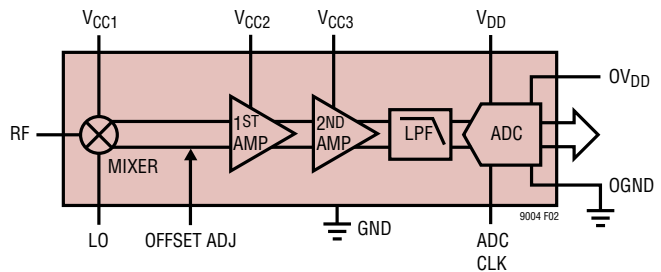 VCC1
VCC2
VCC3
VDD
OVDD
RF
MIXER
1ST
AMP
2ND
AMP
LPF
ADC
OGND
9004 F02
LO
OFFSET ADJ
GND
ADC
CLK